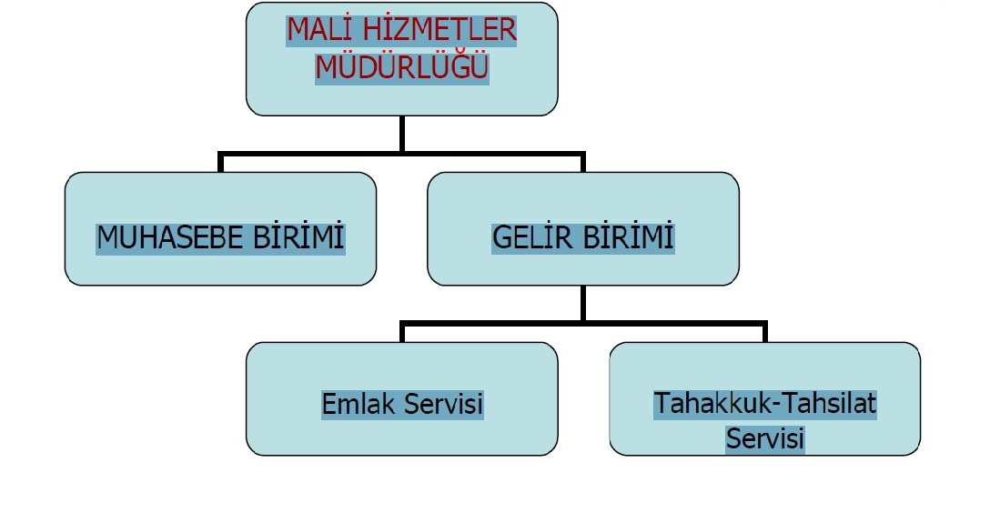 MALİ HİZMETLER
MÜDÜRLÜĞÜ
MUHASEBE BİRİMİ
GELİR BİRİMİ
Emlak Servisi
Tahakkuk-Tahsilat
Servisi